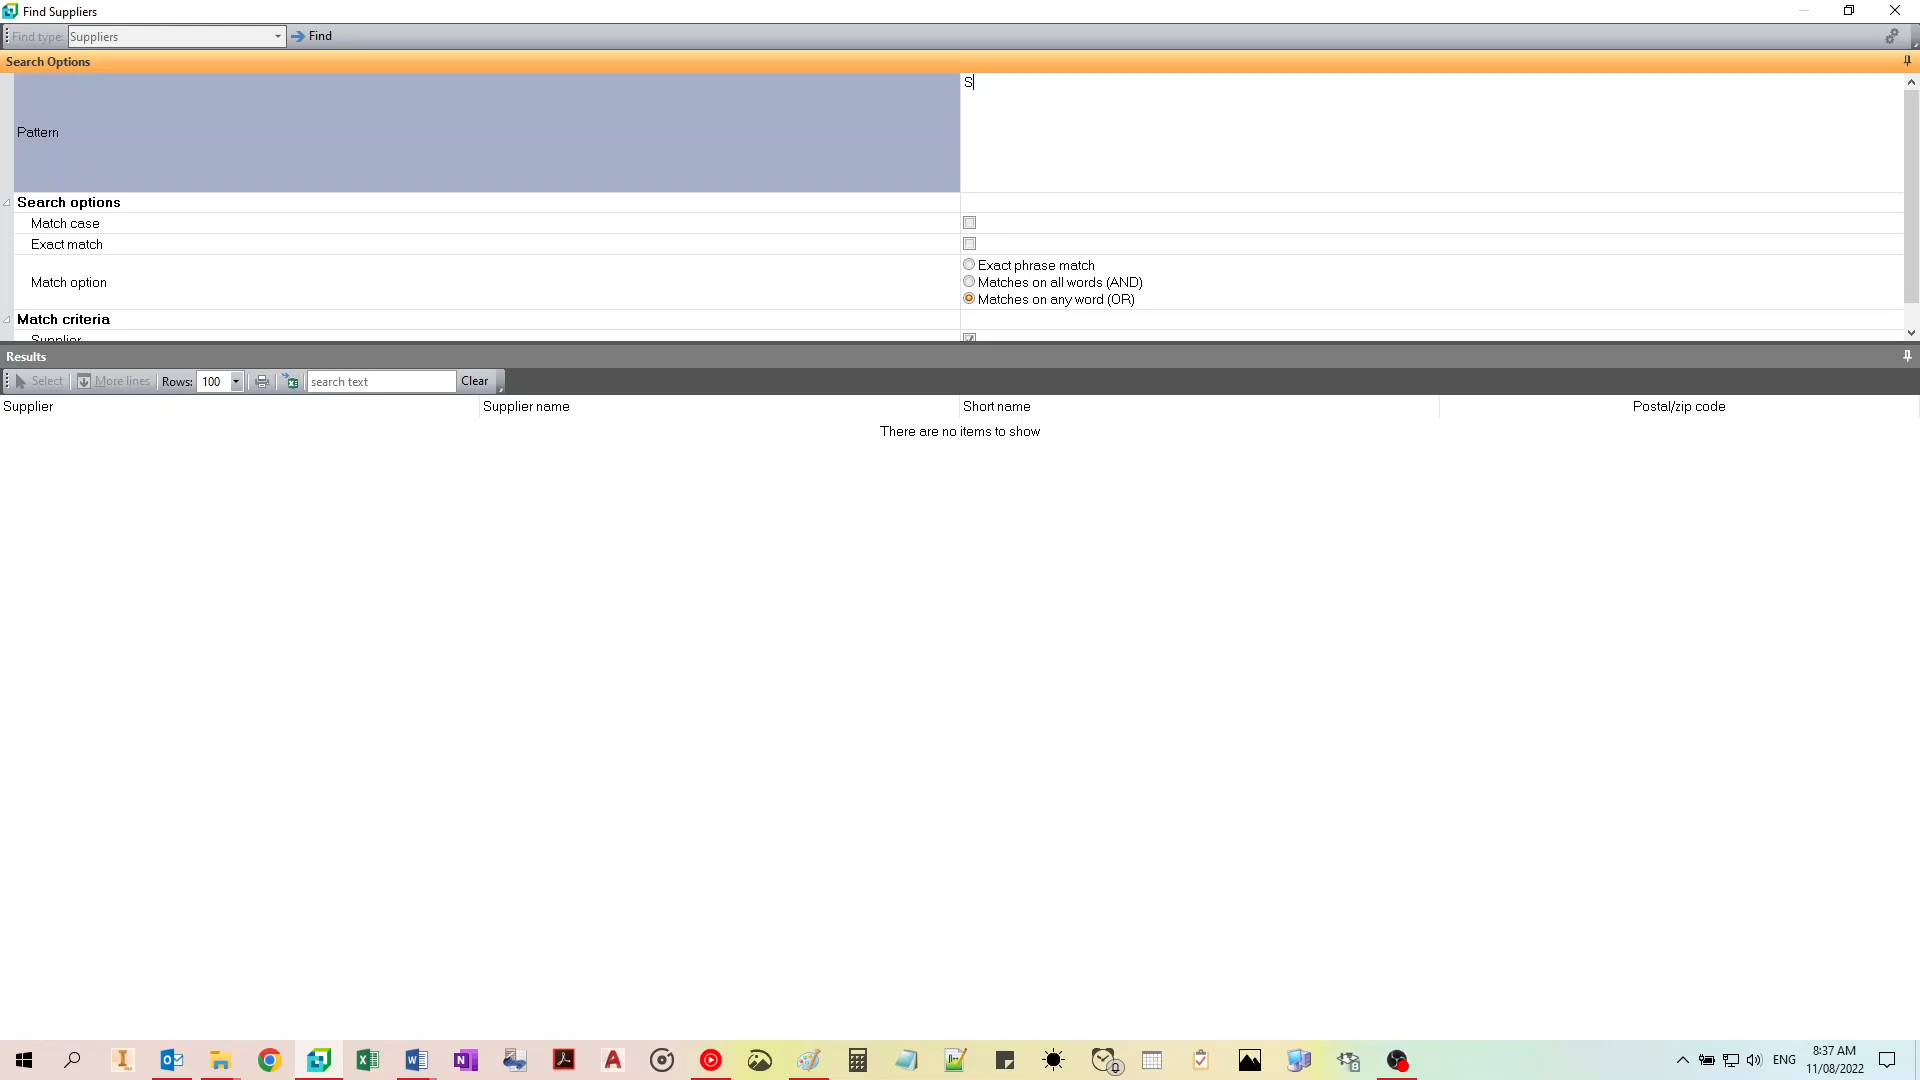 Find Suppliers
Find type: Suppliers Find
Search Options
S
Pattern
Search options
Match case
Exact match
Exact phrase match
Match option Matches on all words (AND)
Matches on any word (OR)
Match criteria
Supplier
Results
Select More lines Rows: 100 search text Clear
Supplier Supplier name Short name Postal/zip code
There are no items to show
ENG 8:37 AM
11/08/2022